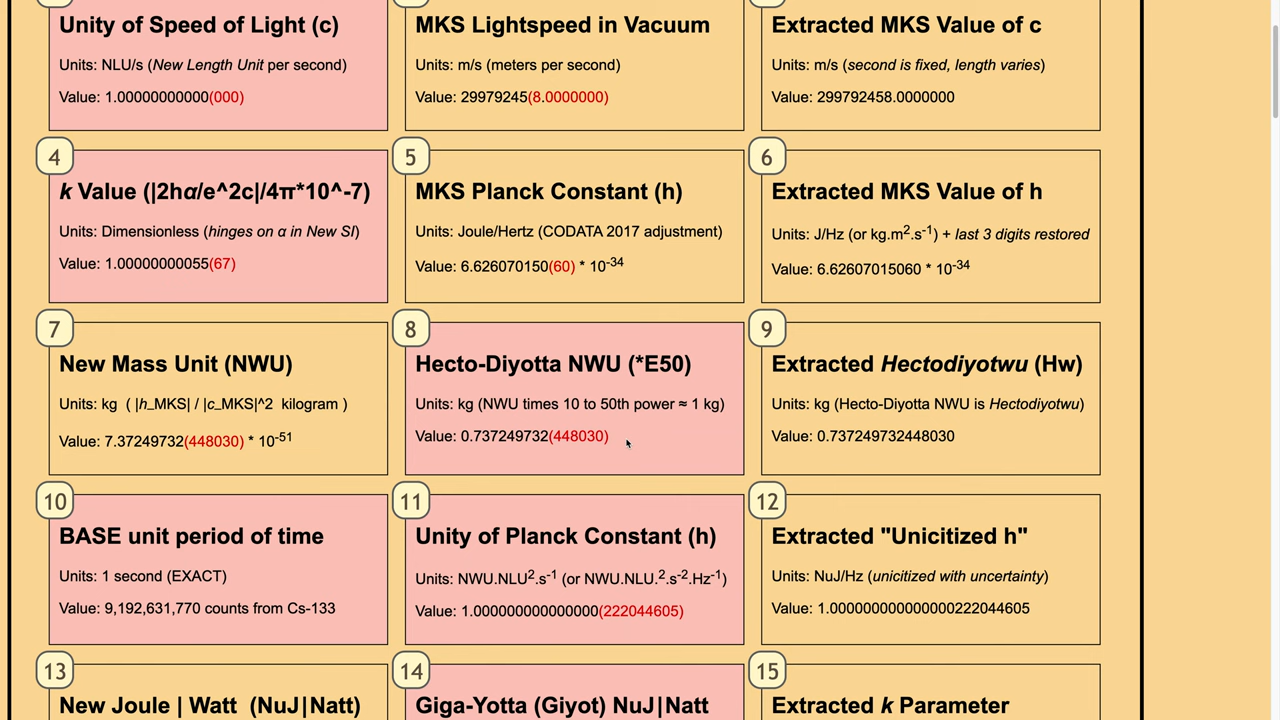 Unity of Speed of Light (c)
Units: NLU/s (New Length Unit per second)
Value: 1.00000000000(000)
MKS Lightspeed in Vacuum
Units: m/s (meters per second)
Value: 29979245(8.0000000)
Extracted MKS Value of c
Units: m/s (second is fixed, length varies)
Value: 299792458.0000000
4
k Value (|2hα/e^2c|/4π*10^-7)
Units: Dimensionless (hinges on α in New SI)
Value: 1.00000000055(67)
5
MKS Planck Constant (h)
Units: Joule/Hertz (CODATA 2017 adjustment)
Value: 6.626070150(60) * 10-34
6
Extracted MKS Value of h
Units: J/Hz (or kg.m2.s-1) + last 3 digits restored
Value: 6.62607015060 * 10-34
7
New Mass Unit (NWU)
Units: kg ( |h_MKS| / |c_MKS|^2 kilogram )
Value: 7.37249732(448030) * 10-51
8
Hecto-Diyotta NWU (*E50)
Units: kg (NWU times 10 to 50th power ≈ 1 kg)
Value: 0.737249732(448030)
9
Extracted Hectodiyotwu (Hw)
Units: kg (Hecto-Diyotta NWU is Hectodiyotwu)
Value: 0.737249732448030
10
BASE unit period of time
Units: 1 second (EXACT)
Value: 9,192,631,770 counts from Cs-133
11
Unity of Planck Constant (h)
Units: NWU.NLU2.s-1 (or NWU.NLU.2.s-2.Hz-1)
Value: 1.000000000000000(222044605)
12
Extracted "Unicitized h"
Units: NuJ/Hz (unicitized with uncertainty)
Value: 1.000000000000000222044605
13
New Joule | Watt (NuJ|Natt)
14
Giga-Yotta (Giyot) NuJ|Natt
15
Extracted k Parameter